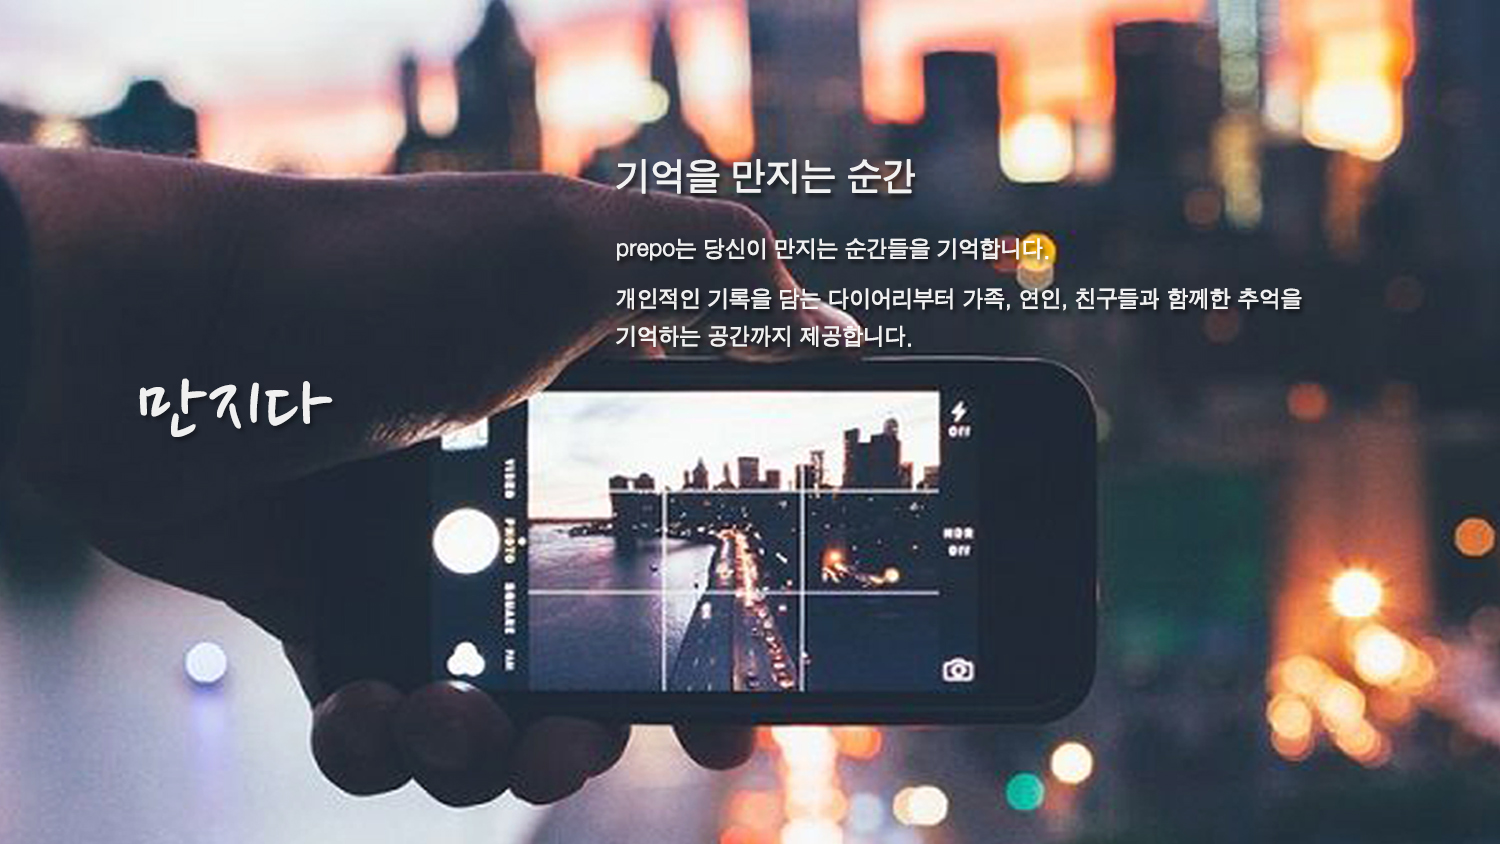 기억을 만지는 순간
prepo는 당신이 만지는 순간들을 기억합니다.
개인적인 기록을 담는 다이어리부터 가족, 연인, 친구들과 함께한 추억을
기억하는 공간까지 제공합니다.
만지다
Off
HDR
Off
VIDEO
PHOTO
SQUARE
PAN